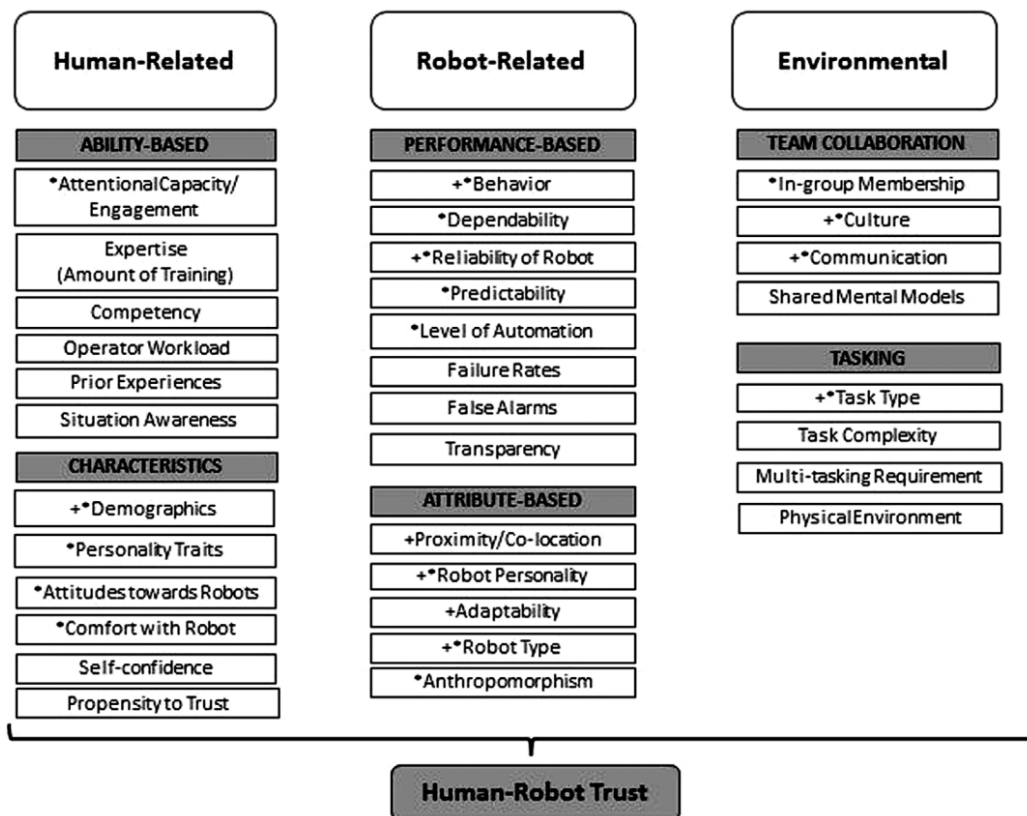 Human-Related
ABILITY-BASED
*Attentional Capacity/
Engagement
Expertise
(Amount of Training)
Competency
Operator Workload
Prior Experiences
Situation Awareness
CHARACTERISTICS
+*Demographics
*Personality Traits
*Attitudes towards Robots
*Comfort with Robot
Self-confidence
Propensity to Trust
Robot-Related
PERFORMANCE-BASED
+*Behavior
*Dependability
+*Reliability of Robot
*Predictability
*Level of Automation
Failure Rates
False Alarms
Transparency
ATTRIBUTE-BASED
+Proximity/Co-location
+*Robot Personality
+Adaptability
+*Robot Type
*Anthropomorphism
Environmental
TEAM COLLABORATION
*In-group Membership
+*Culture
+*Communication
Shared Mental Models
TASKING
+*Task Type
Task Complexity
Multi-tasking Requirement
Physical Environment
Human-Robot Trust